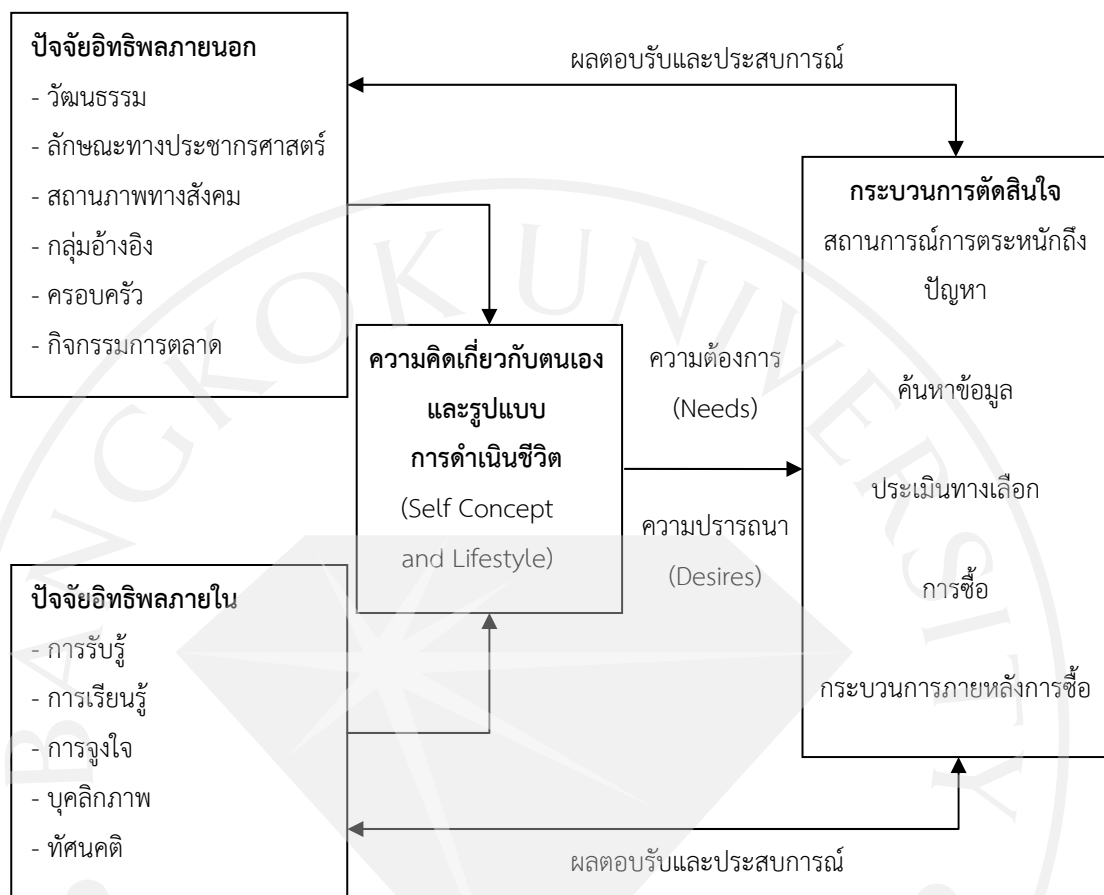 ปัจจัยอิทธิพลภายนอก
- วัฒนธรรม
- ลักษณะทางประชากรศาสตร์
- สถานภาพทางสังคม
- กลุ่มอ้างอิง
- ครอบครัว
- กิจกรรมการตลาด
ผลตอบรับและประสบการณ์
ความคิดเกี่ยวกับตนเอง
และรูปแบบ
การดำเนินชีวิต
(Self Concept
and Lifestyle)
ความต้องการ
(Needs)
ความปรารถนา
(Desires)
กระบวนการตัดสินใจ
สถานการณ์การตระหนักถึง
ปัญหา
ค้นหาข้อมูล
ประเมินทางเลือก
การซื้อ
กระบวนการภายหลังการซื้อ
ปัจจัยอิทธิพลภายใน
- การรับรู้
- การเรียนรู้
- การจูงใจ
- บุคลิกภาพ
- ทัศนคติ
ผลตอบรับและประสบการณ์
BANGKOK UNIVERSITY